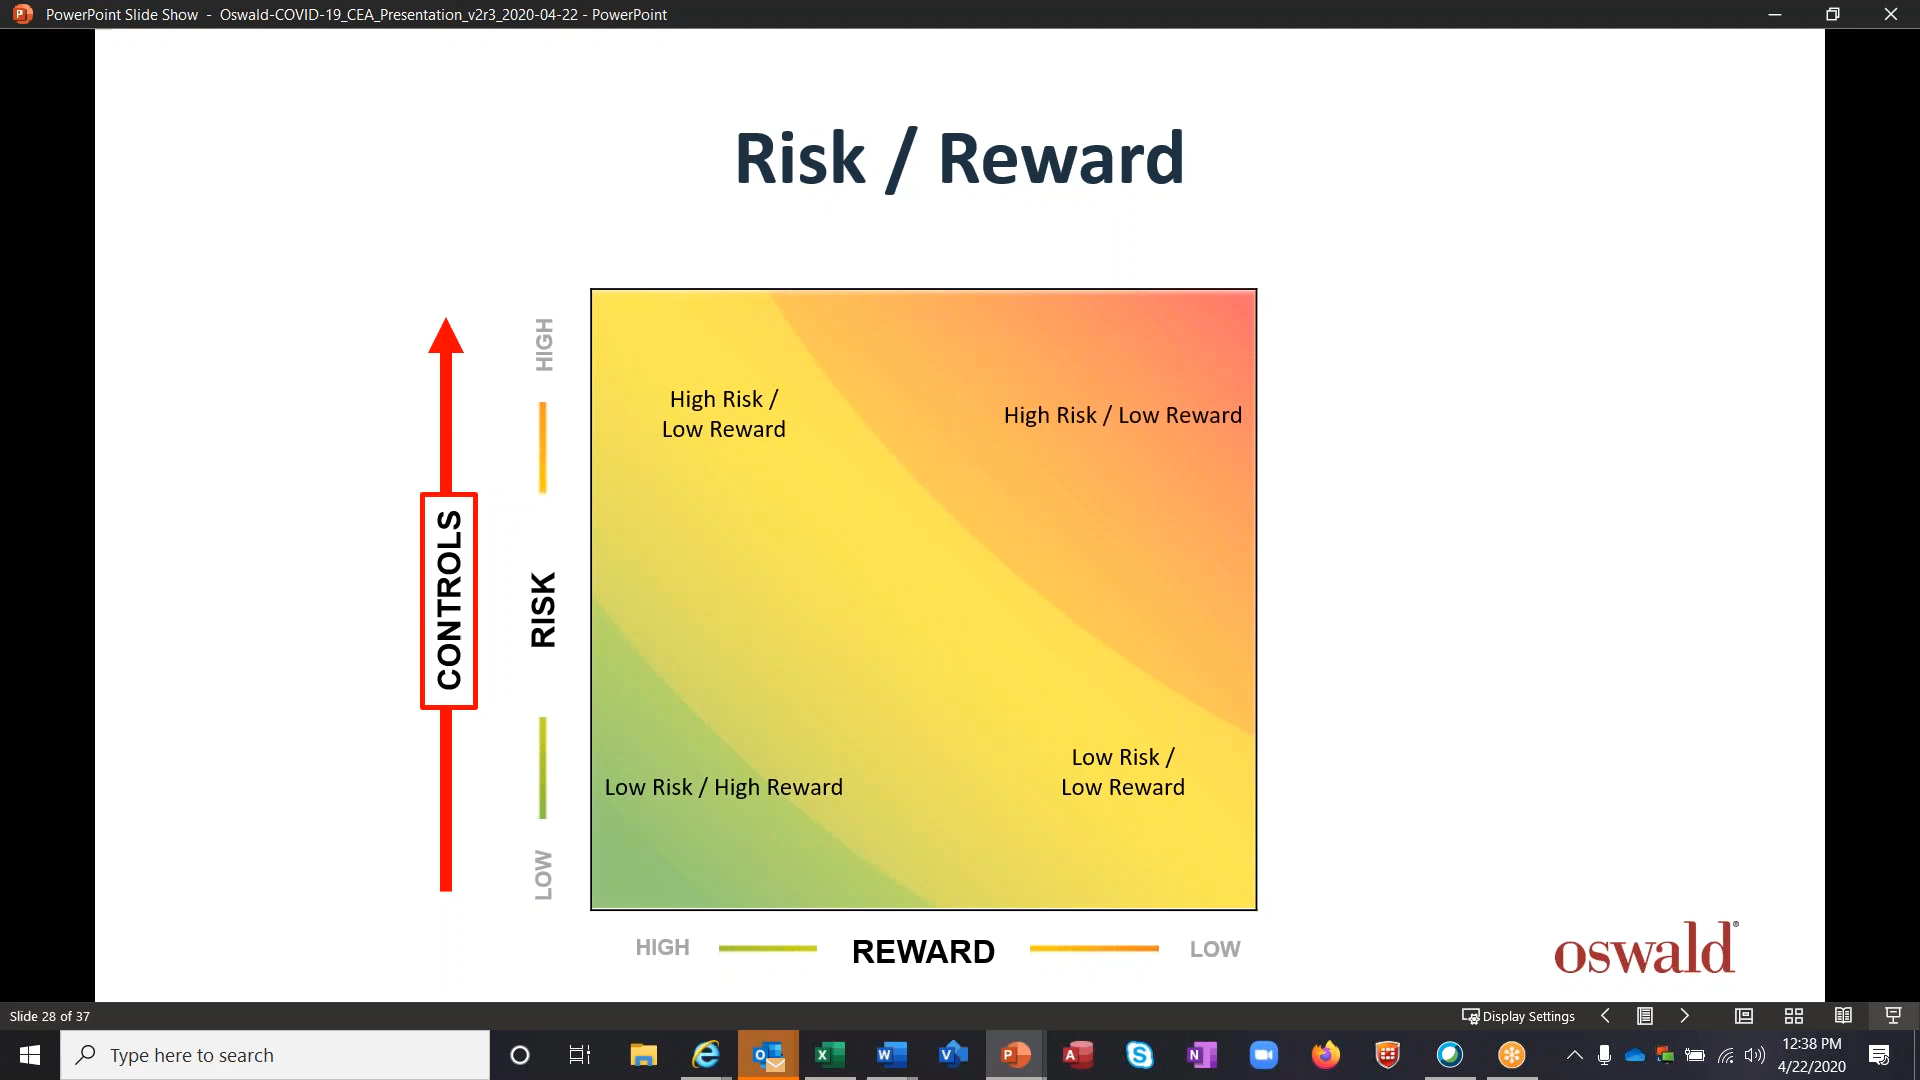 PowerPoint Slide Show - Oswald-COVID-19_CEA_Presentation_v2r3_2020-04-22 - PowerPoint
Risk / Reward
HIGH
RISK
LOW
CONTROLS
High Risk /
Low Reward
High Risk / Low Reward
Low Risk / High Reward
Low Risk /
Low Reward
HIGH
REWARD
LOW
oswald®
Slide 28 of 37
Display Settings
Type here to search
12:38 PM
4/22/2020